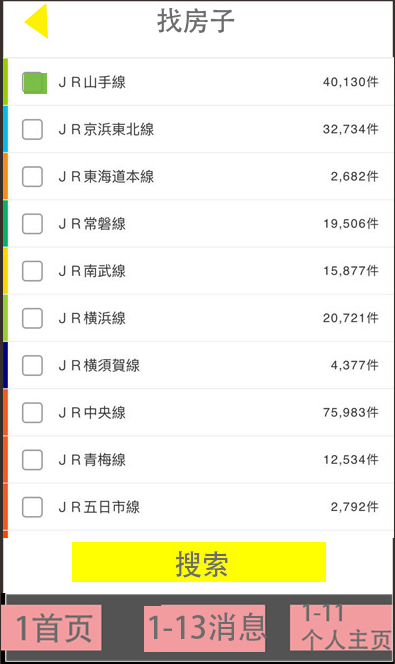 找房子
ＪＲ山手線 40,130件
ＪＲ京浜東北線 32,734件
ＪＲ東海道本線 2,682件
ＪＲ常磐線 19,506件
ＪＲ南武線 15,877件
ＪＲ横浜線 20,721件
ＪＲ横須賀線 4,377件
ＪＲ中央線 75,983件
ＪＲ青梅線 12,534件
ＪＲ五日市線 2,792件
搜索
1首页 1-13消息 1-11
个人主页